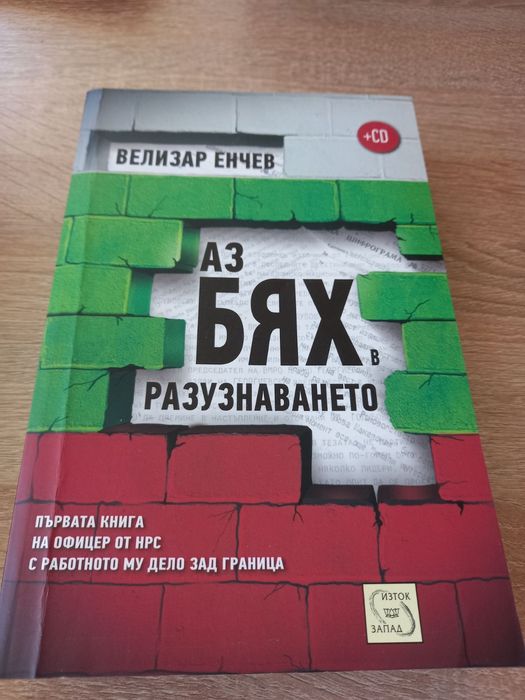 +CD
ВЕЛИЗАР ЕНЧЕВ
ШИФРОГРАМА
АЗ
БЯХ В
РАЗУЗНАВАНЕТО
ПЪРВАТА КНИГА
НА ОФИЦЕР ОТ НРС
С РАБОТНОТО МУ ДЕЛО ЗАД ГРАНИЦА
ИЗТОК
ЗАПАД